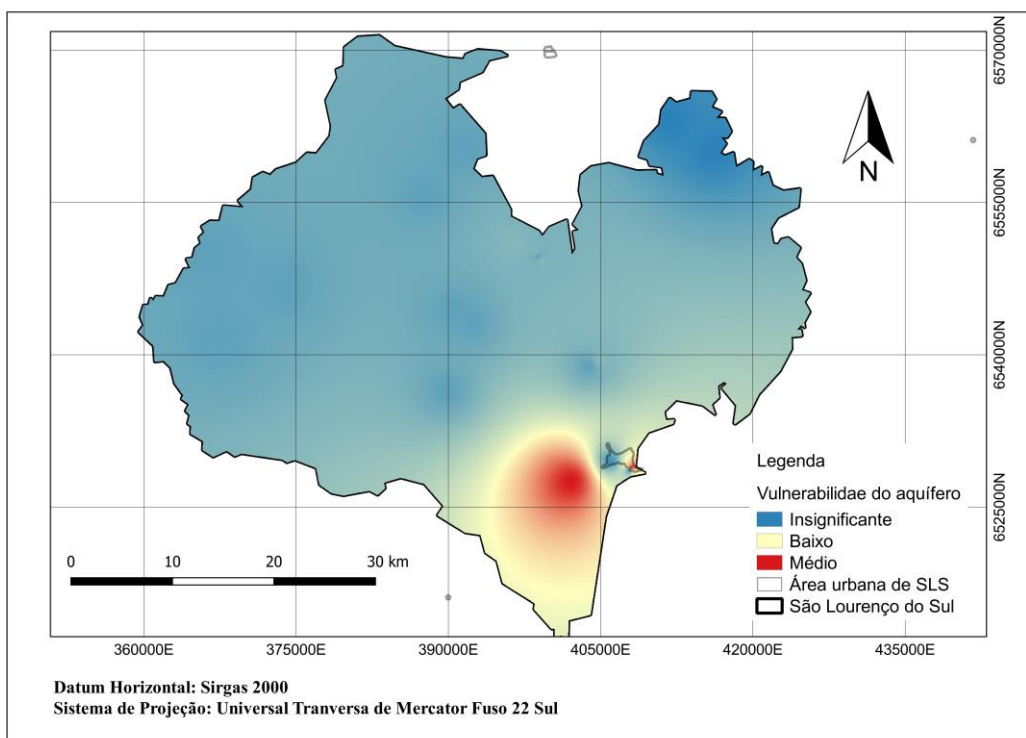 6570000N
6555000N
6540000N
6525000N
N
Legenda
Vulnerabilidae do aquífero
Insignificante
Baixo
Médio
Área urbana de SLS
São Lourenço do Sul
0 10 20 30 km
360000E 375000E 390000E 405000E 420000E 435000E
Datum Horizontal: Sirgas 2000
Sistema de Projeção: Universal Tranversa de Mercator Fuso 22 Sul